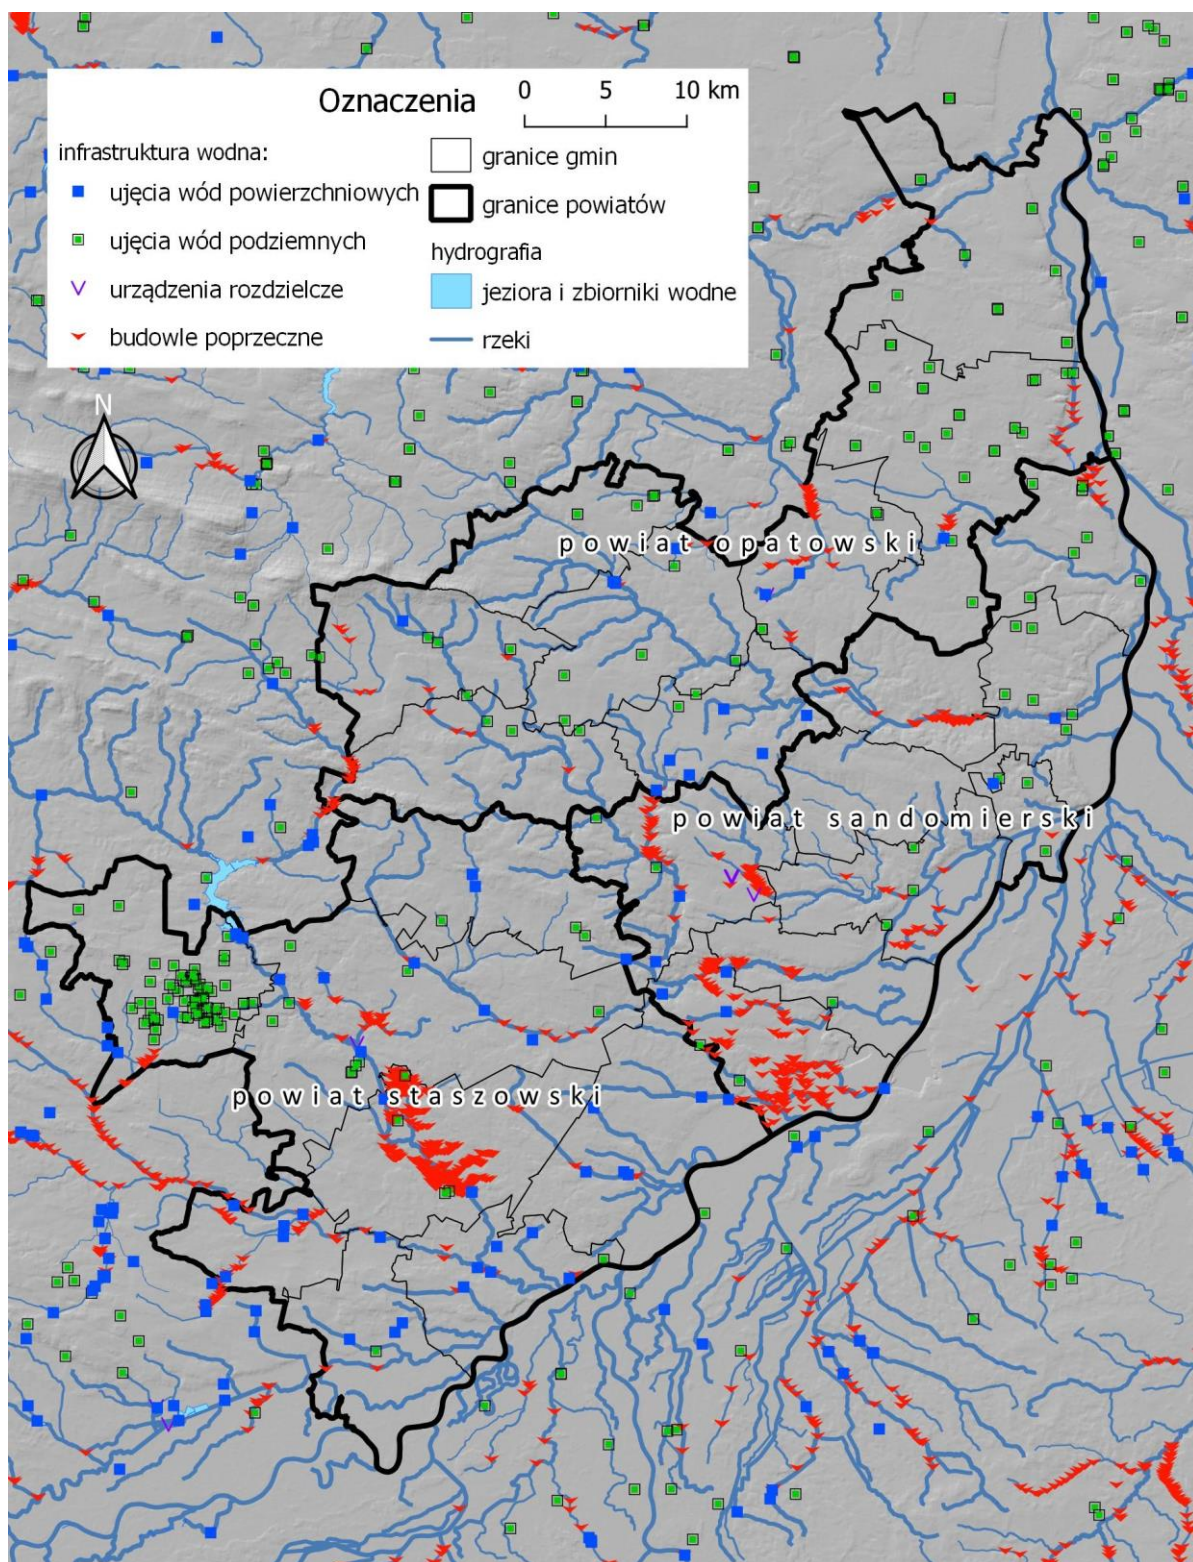 Oznaczenia
0 5 10 km
infrastruktura wodna:
ujęcia wód powierzchniowych
ujęcia wód podziemnych
urządzenia rozdzielcze
budowle poprzeczne
granice gmin
granice powiatów
hydrografia
jeziora i zbiorniki wodne
rzeki
N
powiat opatowski
powiat sandomierski
powiat staszowski